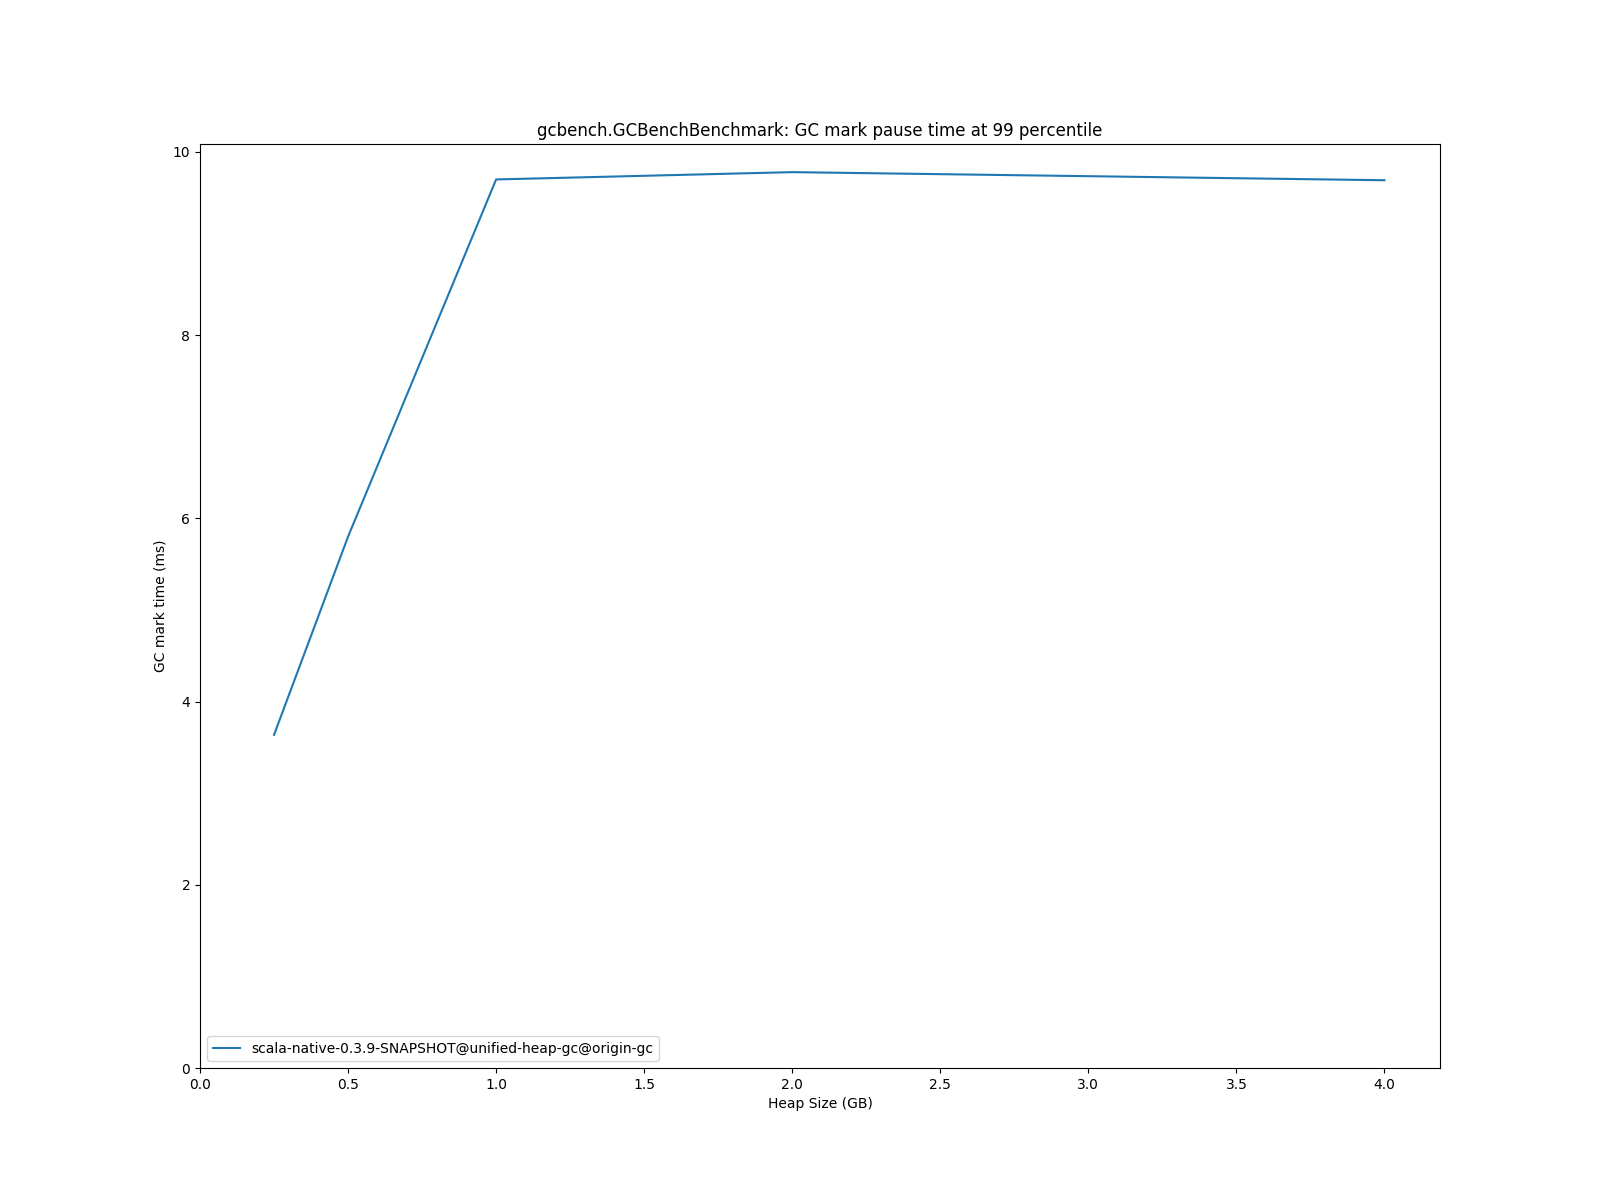 gcbench.GCBenchBenchmark: GC mark pause time at 99 percentile
10
8
6
4
2
0
GC mark time (ms)
scala-native-0.3.9-SNAPSHOT@unified-heap-gc@origin-gc
0.0 0.5 1.0 1.5 2.0 2.5 3.0 3.5 4.0
Heap Size (GB)